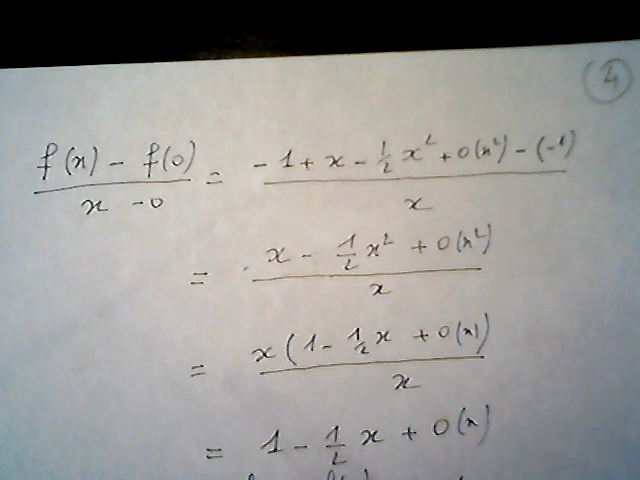 4
f(x) - f(0) / x - 0 = -1 + x - 1/2 x² + o(x²) - (-1) / x
= x - 1/2 x² + o(x²) / x
= x(1 - 1/2 x + o(x)) / x
= 1 - 1/2 x + o(x)